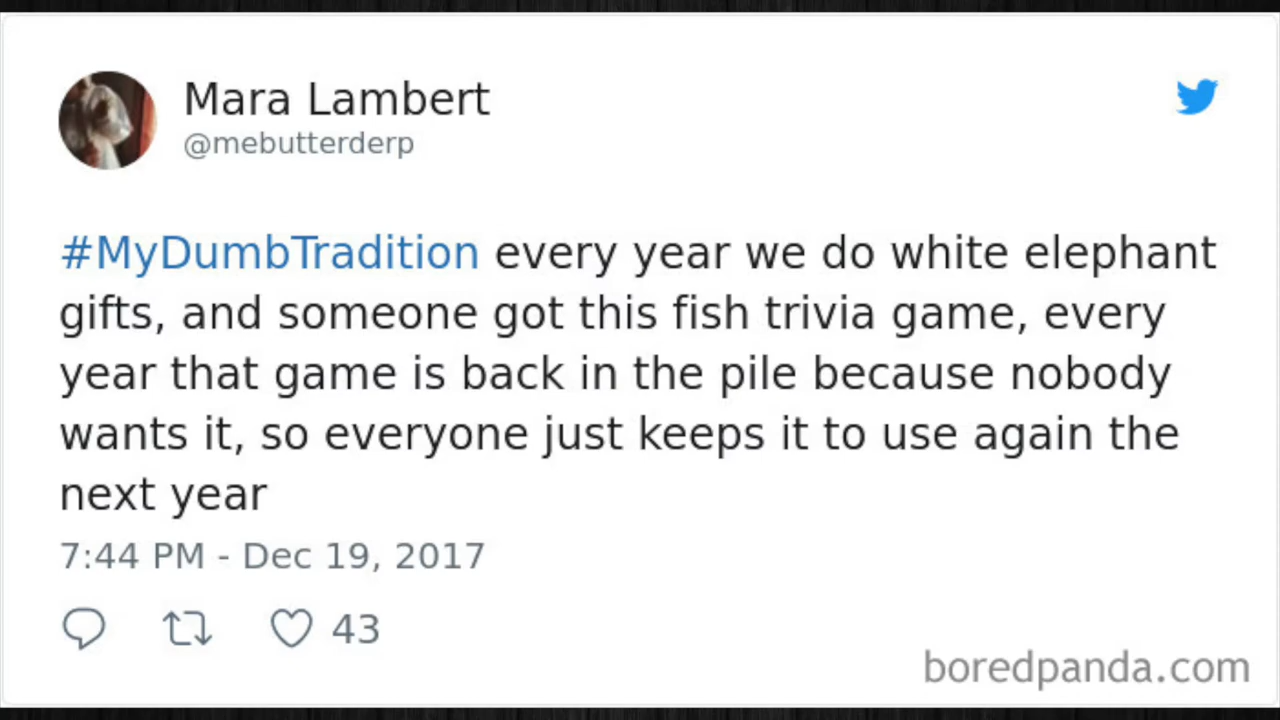 Mara Lambert
@mebutterderp
#MyDumbTradition every year we do white elephant
gifts, and someone got this fish trivia game, every
year that game is back in the pile because nobody
wants it, so everyone just keeps it to use again the
next year
7:44 PM - Dec 19, 2017
43
boredpanda.com